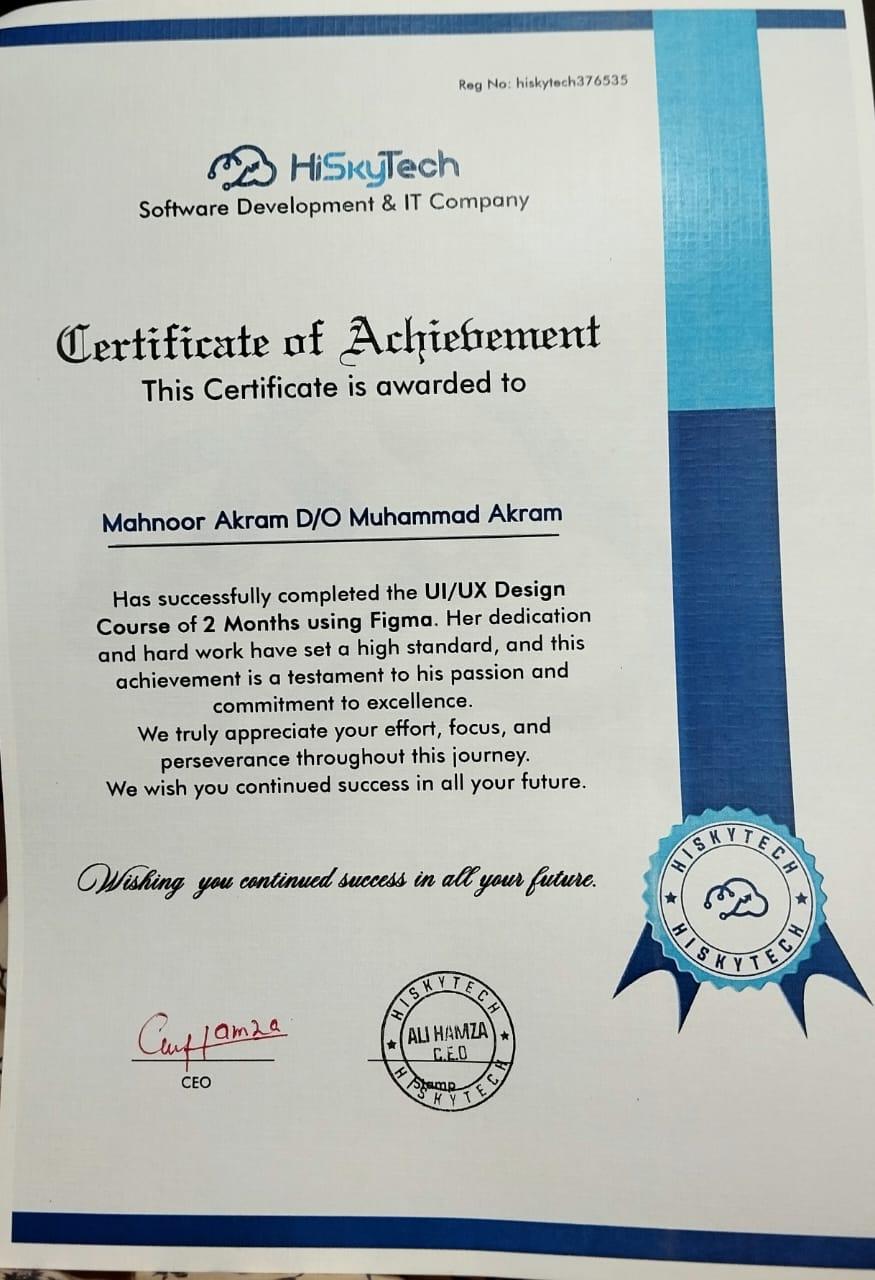 Reg No: hiskytech376535
HiSkyTech
Software Development & IT Company
Certificate of Achievement
This Certificate is awarded to
Mahnoor Akram D/O Muhammad Akram
Has successfully completed the UI/UX Design
Course of 2 Months using Figma. Her dedication
and hard work have set a high standard, and this
achievement is a testament to his passion and
commitment to excellence.
We truly appreciate your effort, focus, and
perseverance throughout this journey.
We wish you continued success in all your future.
Wishing you continued success in all your future.
HISKYTECH
HISKYTECH
CEO
HISKYTECH
ALI HAMZA
C.E.O
Stamp
HISKYTECH